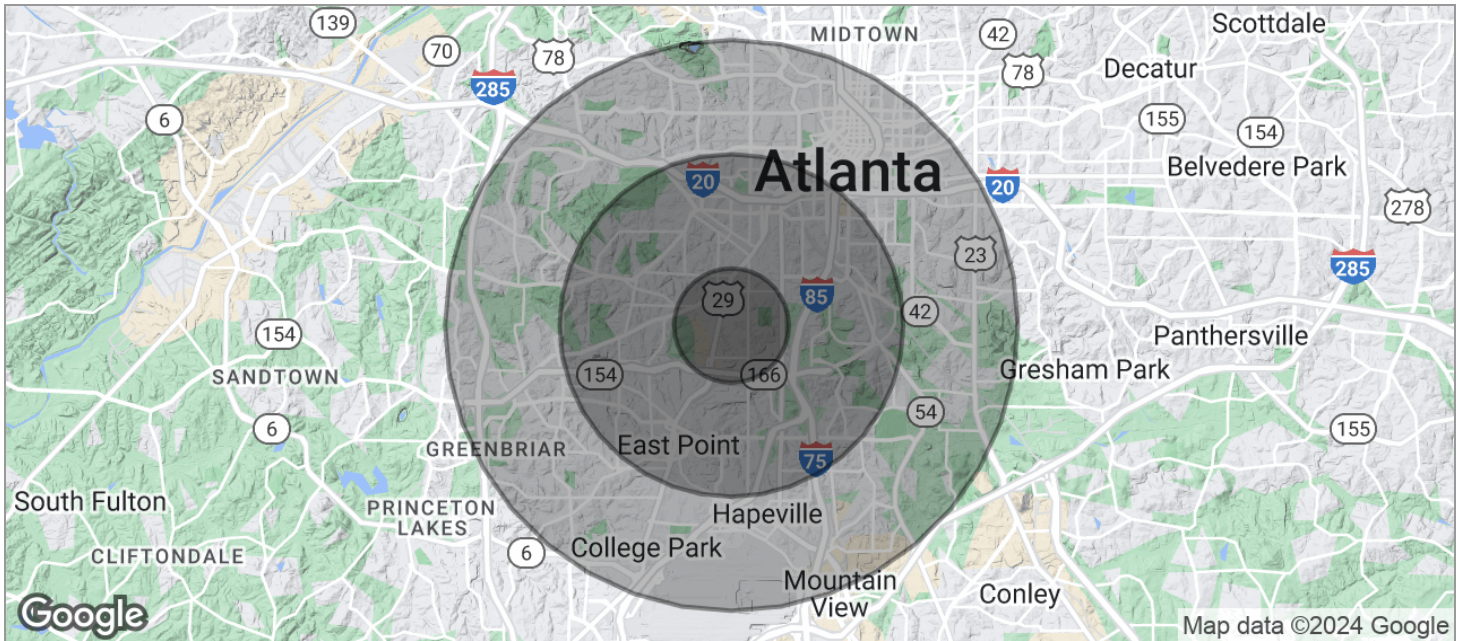 139
MIDTOWN
42
Scottdale
70
78
78
Decatur
285
6
155
154
Belvedere Park
20
Atlanta
20
278
23
285
29
85
42
154
Panthersville
SANDTOWN
154
166
Gresham Park
54
6
155
GREENBRIAR
East Point
75
South Fulton
PRINCETON
LAKES
Hapeville
CLIFTONDALE
6
College Park
Mountain
View
Conley
Google
Map data ©2024 Google